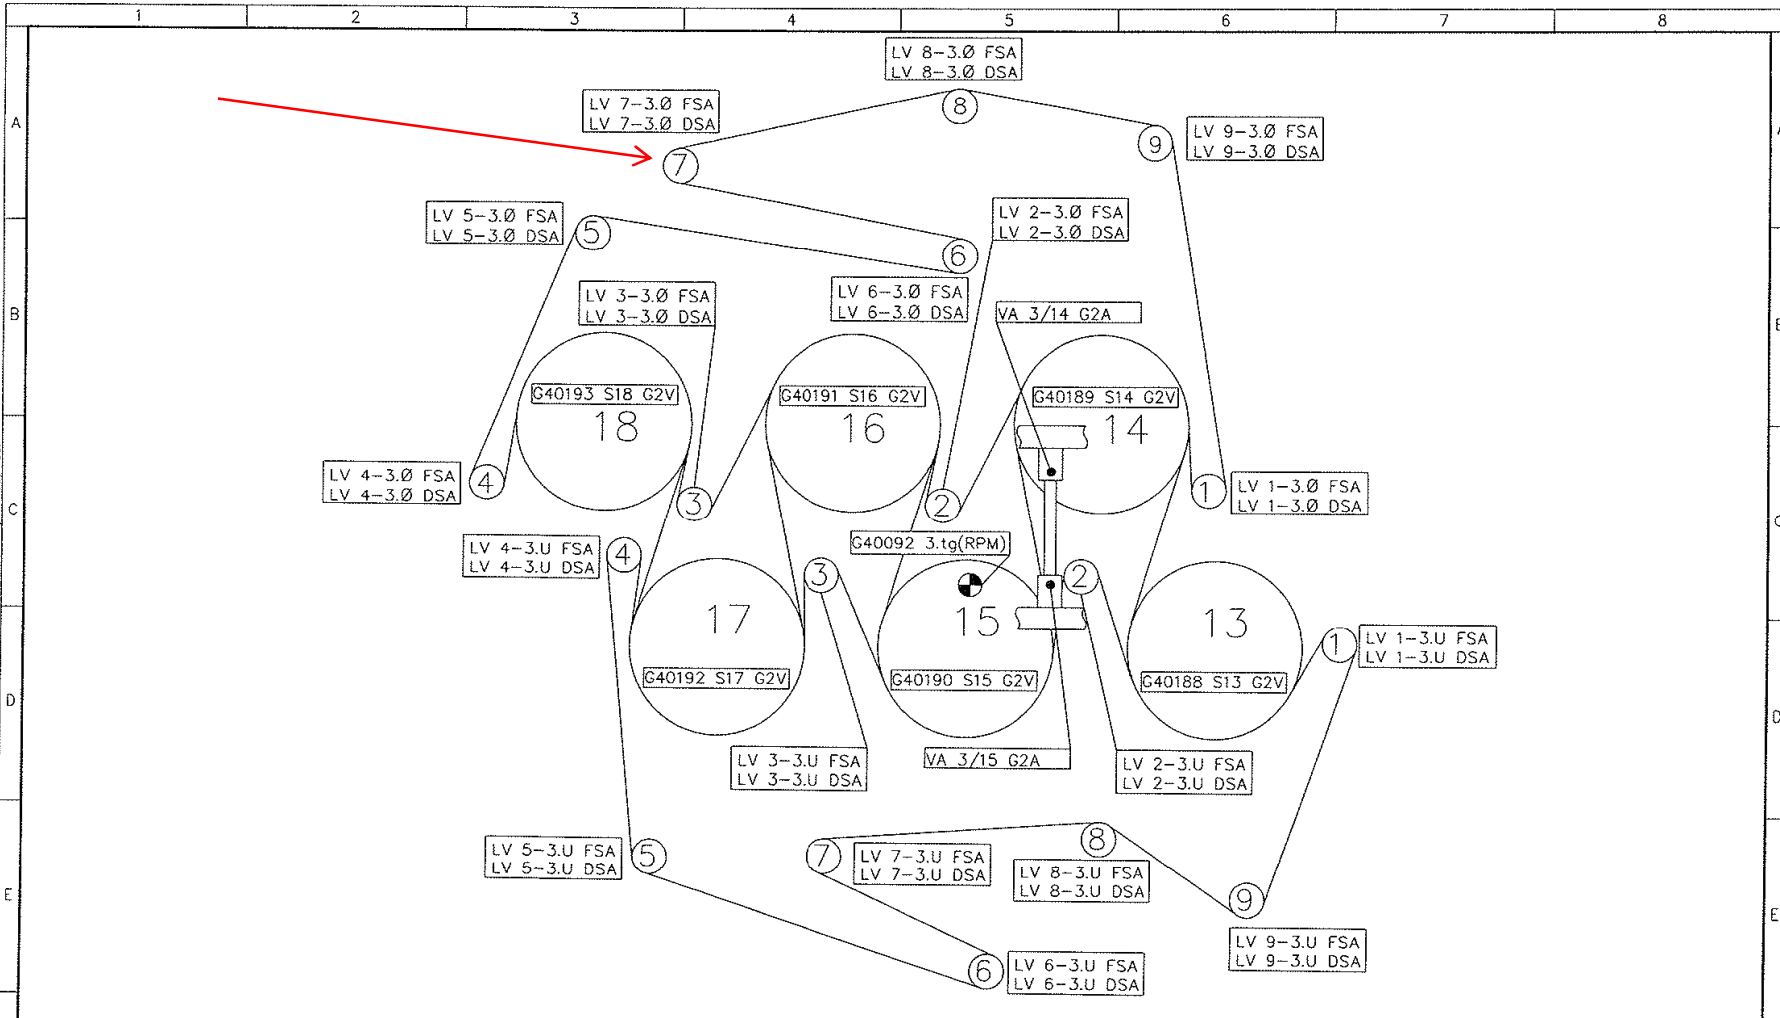 1 2 3 4 5 6 7 8
LV 8-3.Ø FSA
LV 8-3.Ø DSA
8
LV 7-3.Ø FSA
LV 7-3.Ø DSA
7
A
LV 9-3.Ø FSA
LV 9-3.Ø DSA
9
LV 5-3.Ø FSA
LV 5-3.Ø DSA
5
LV 2-3.Ø FSA
LV 2-3.Ø DSA
6
LV 3-3.Ø FSA
LV 3-3.Ø DSA
LV 6-3.Ø FSA
LV 6-3.Ø DSA
VA 3/14 G2A
B
G40193 S18 G2V
18
G40191 S16 G2V
16
G40189 S14 G2V
14
LV 4-3.Ø FSA
LV 4-3.Ø DSA
4
3
2
1
LV 1-3.Ø FSA
LV 1-3.Ø DSA
C
LV 4-3.U FSA
LV 4-3.U DSA
4
3
G40092 3.tg(RPM)
2
17
15
13
1
LV 1-3.U FSA
LV 1-3.U DSA
G40192 S17 G2V
G40190 S15 G2V
G40188 S13 G2V
D
D
LV 3-3.U FSA
LV 3-3.U DSA
VA 3/15 G2A
LV 2-3.U FSA
LV 2-3.U DSA
LV 5-3.U FSA
LV 5-3.U DSA
5
7
LV 7-3.U FSA
LV 7-3.U DSA
8
LV 8-3.U FSA
LV 8-3.U DSA
9
E
E
LV 9-3.U FSA
LV 9-3.U DSA
6
LV 6-3.U FSA
LV 6-3.U DSA